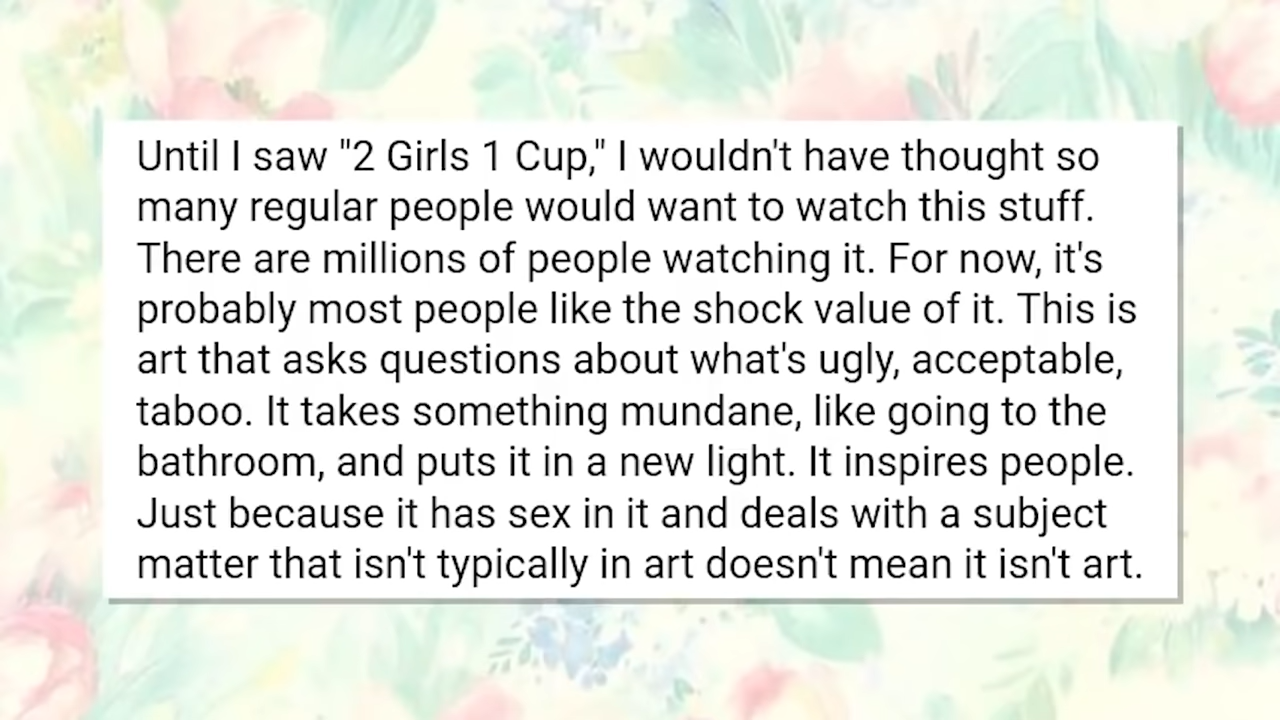 Until I saw "2 Girls 1 Cup," I wouldn't have thought so
many regular people would want to watch this stuff.
There are millions of people watching it. For now, it's
probably most people like the shock value of it. This is
art that asks questions about what's ugly, acceptable,
taboo. It takes something mundane, like going to the
bathroom, and puts it in a new light. It inspires people.
Just because it has sex in it and deals with a subject
matter that isn't typically in art doesn't mean it isn't art.